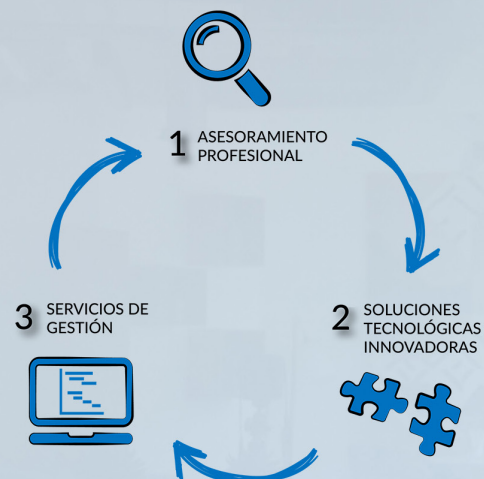 1 ASESORAMIENTO
PROFESIONAL
2 SOLUCIONES
TECNOLÓGICAS
INNOVADORAS
3 SERVICIOS DE
GESTIÓN